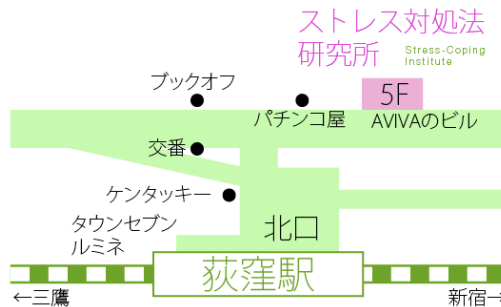 ストレス対処法
研究所
Stress-Coping
Institute
ブックオフ
5F
パチンコ屋
AVIVAのビル
交番
ケンタッキー
タウンセブン
ルミネ
北口
荻窪駅
←三鷹
新宿→